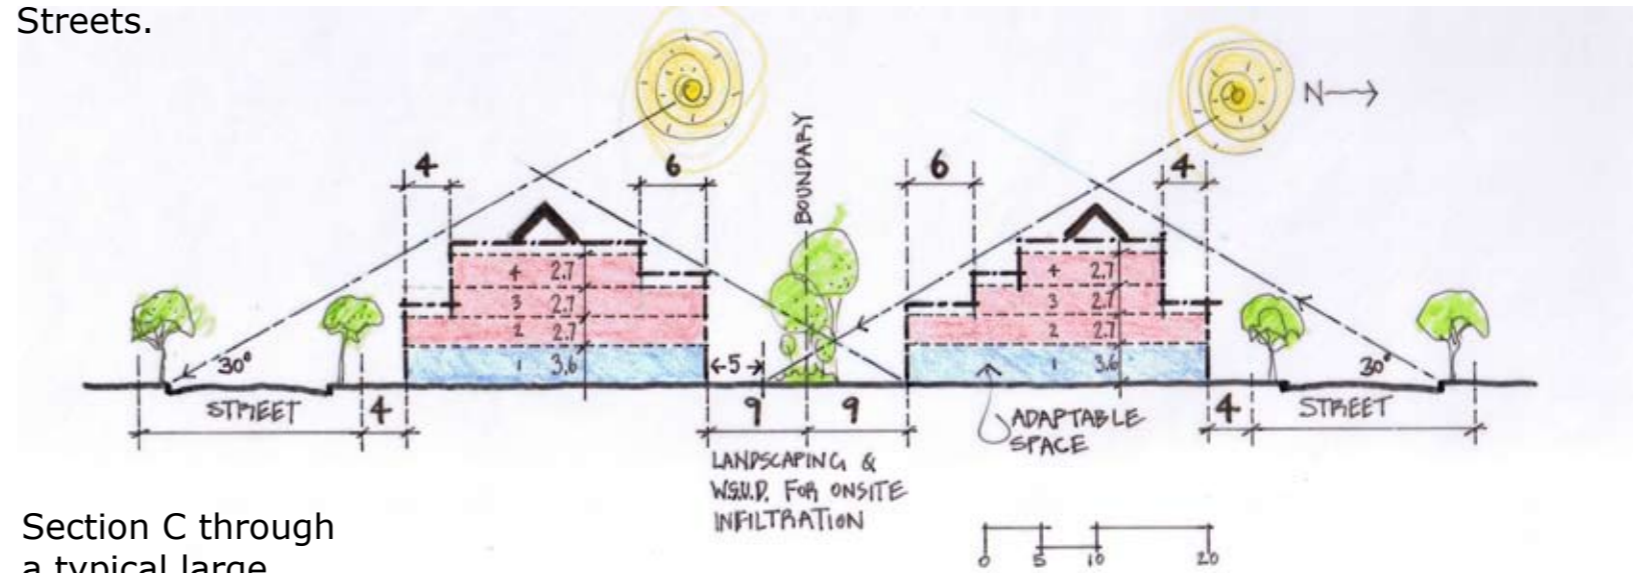 Streets.
N
BOUNDARY
4
6
6
4
4 2.7
3 2.7
2 2.7
1 3.6
4 2.7
3 2.7
2 2.7
1 3.6
30°
30°
5
STREET
4
9
9
ADAPTABLE
SPACE
4
STREET
LANDSCAPING &
W.S.U.D. FOR ONSITE
INFILTRATION
0 5 10 20
Section C through
a typical large